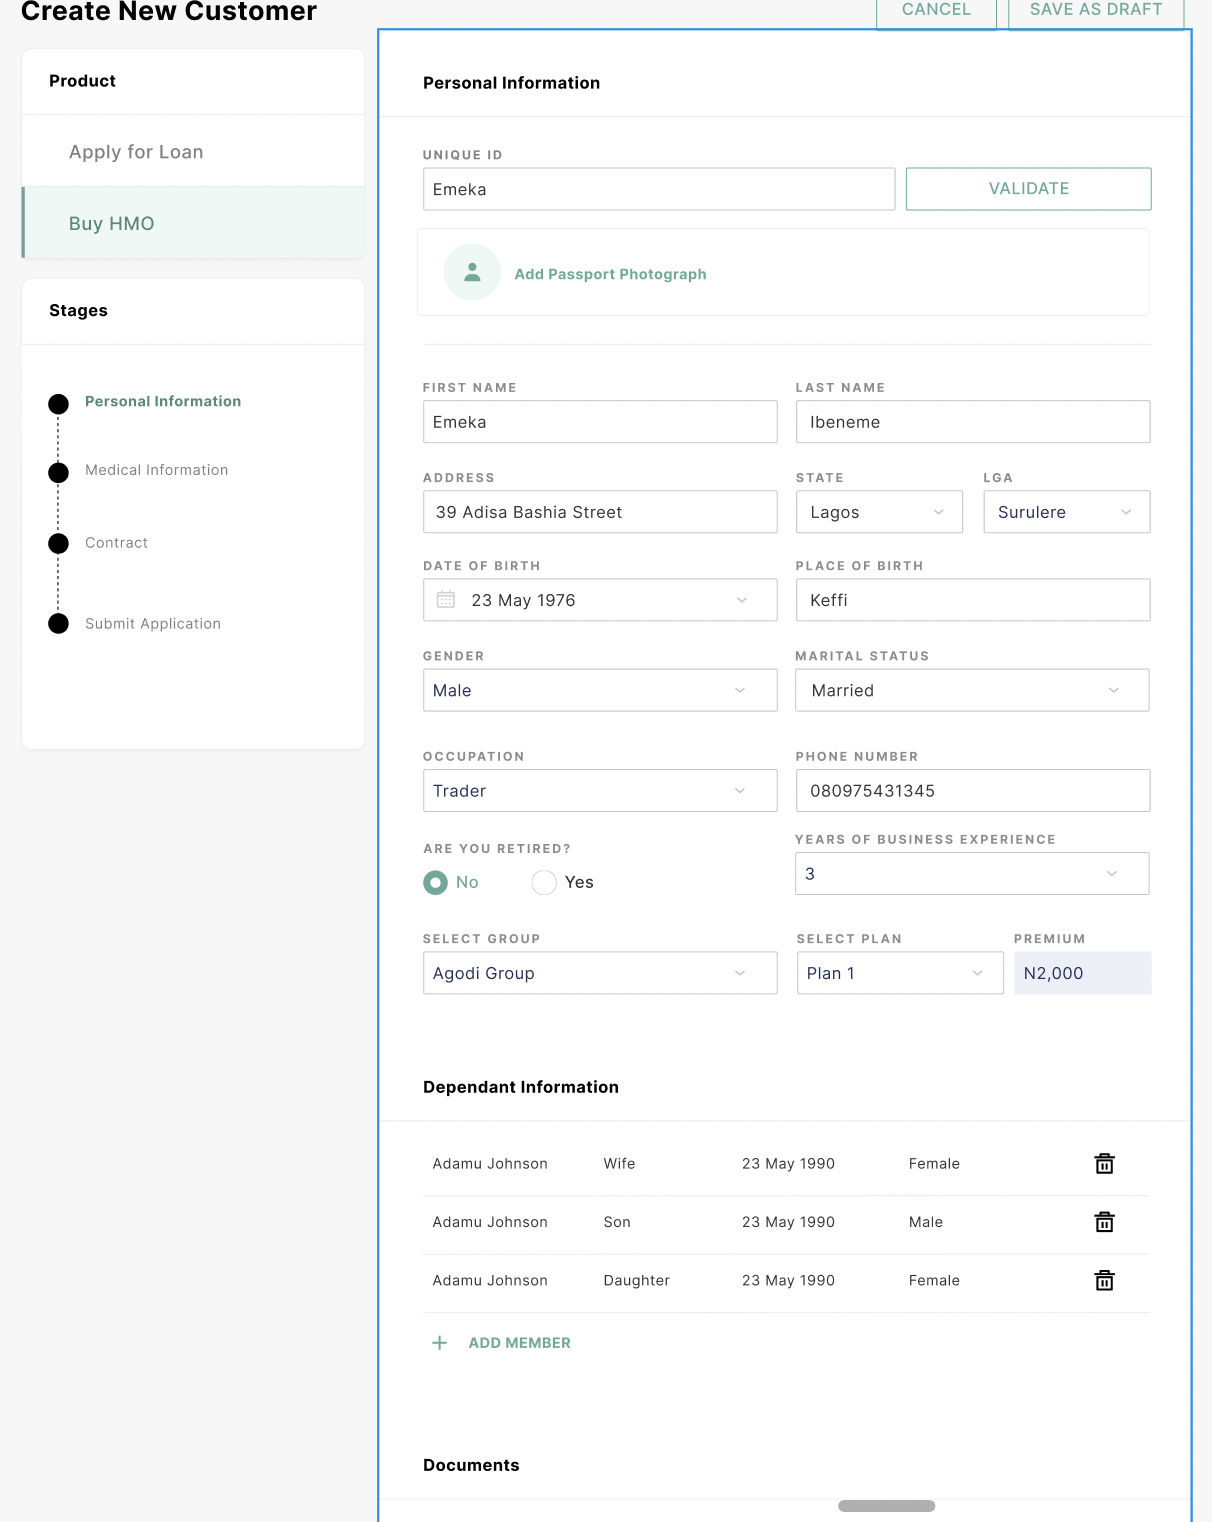 Create New Customer
CANCEL
SAVE AS DRAFT
Product
Apply for Loan
Buy HMO
Stages
Personal Information
Medical Information
Contract
Submit Application
Personal Information
UNIQUE ID
Emeka
VALIDATE
Add Passport Photograph
FIRST NAME
LAST NAME
Emeka
Ibeneme
ADDRESS
STATE
LGA
39 Adisa Bashia Street
Lagos
Surulere
DATE OF BIRTH
PLACE OF BIRTH
23 May 1976
Keffi
GENDER
MARITAL STATUS
Male
Married
OCCUPATION
PHONE NUMBER
Trader
080975431345
ARE YOU RETIRED?
YEARS OF BUSINESS EXPERIENCE
No
Yes
3
SELECT GROUP
SELECT PLAN
PREMIUM
Agodi Group
Plan 1
N2,000
Dependant Information
Adamu Johnson Wife 23 May 1990 Female
Adamu Johnson Son 23 May 1990 Male
Adamu Johnson Daughter 23 May 1990 Female
ADD MEMBER
Documents